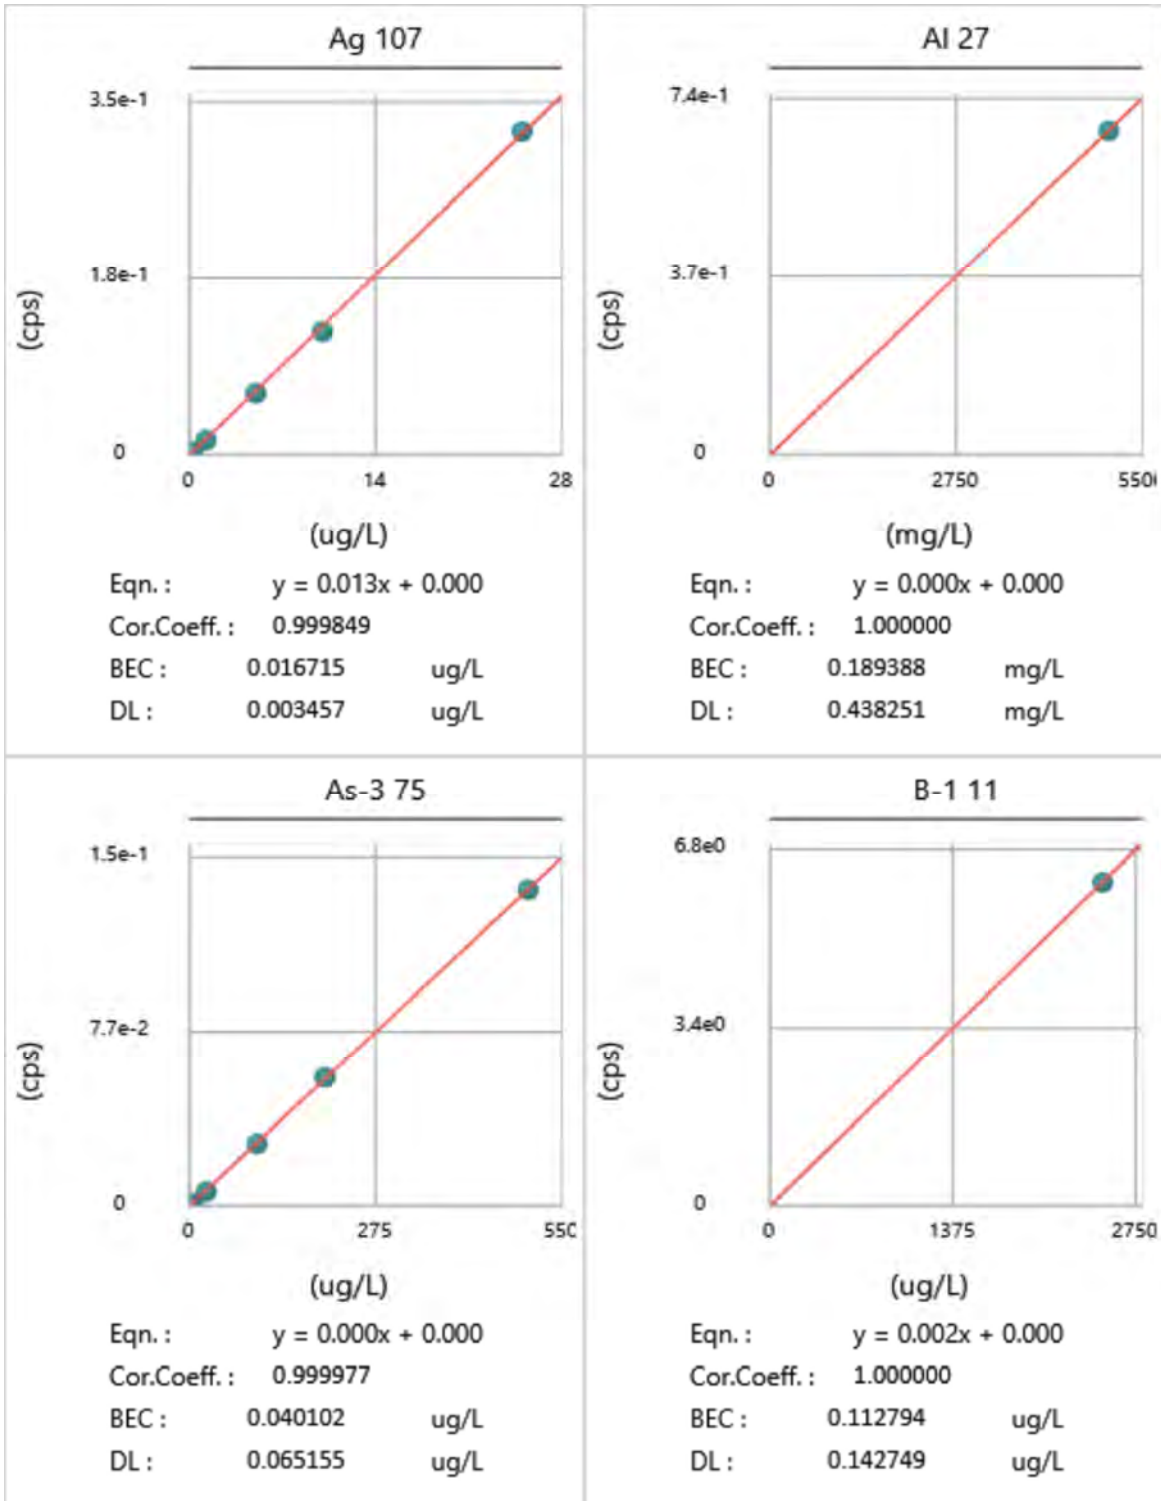 Ag 107
3.5e-1
1.8e-1
0
(cps)
0 14 28
(ug/L)
Eqn. : y = 0.013x + 0.000
Cor.Coeff. : 0.999849
BEC : 0.016715 ug/L
DL : 0.003457 ug/L
Al 27
7.4e-1
3.7e-1
0
(cps)
0 2750 550
(mg/L)
Eqn. : y = 0.000x + 0.000
Cor.Coeff. : 1.000000
BEC : 0.189388 mg/L
DL : 0.438251 mg/L
As-3 75
1.5e-1
7.7e-2
0
(cps)
0 275 550
(ug/L)
Eqn. : y = 0.000x + 0.000
Cor.Coeff. : 0.999977
BEC : 0.040102 ug/L
DL : 0.065155 ug/L
B-1 11
6.8e0
3.4e0
0
(cps)
0 1375 2750
(ug/L)
Eqn. : y = 0.002x + 0.000
Cor.Coeff. : 1.000000
BEC : 0.112794 ug/L
DL : 0.142749 ug/L